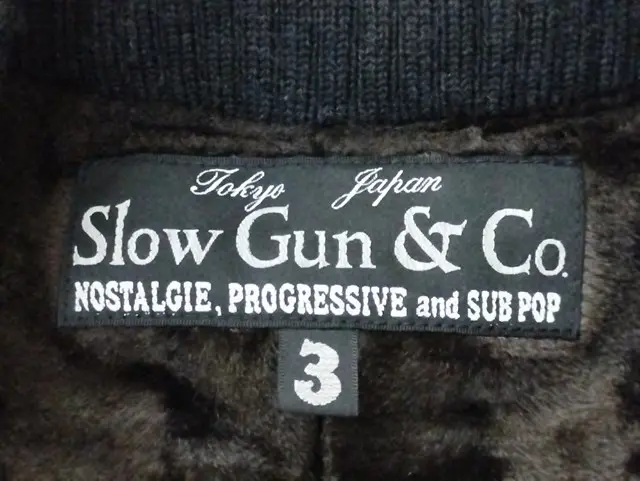 Tokyo Japan
Slow Gun & Co.
NOSTALGIE, PROGRESSIVE and SUB POP
3